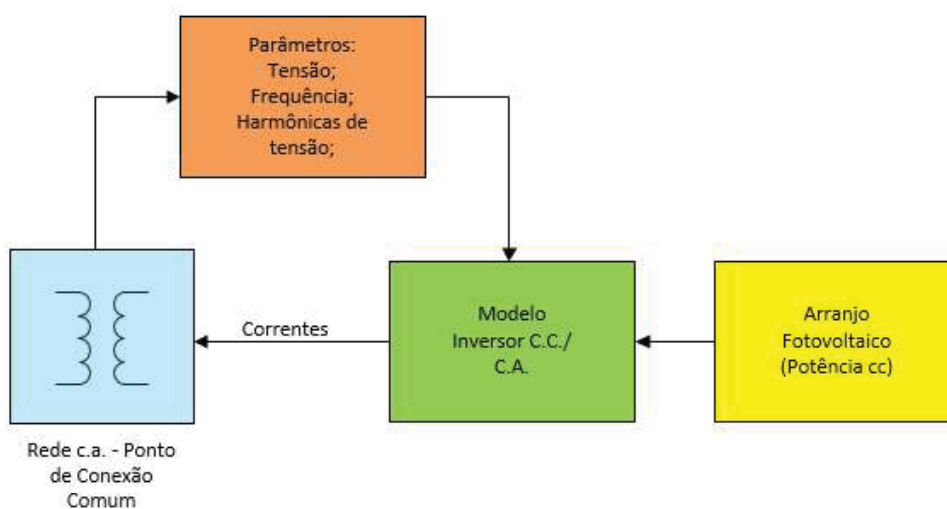 Parâmetros:
Tensão;
Frequência;
Harmônicas de
tensão;
Correntes
Modelo
Inversor C.C./
C.A.
Arranjo
Fotovoltaico
(Potência cc)
Rede c.a. - Ponto
de Conexão
Comum